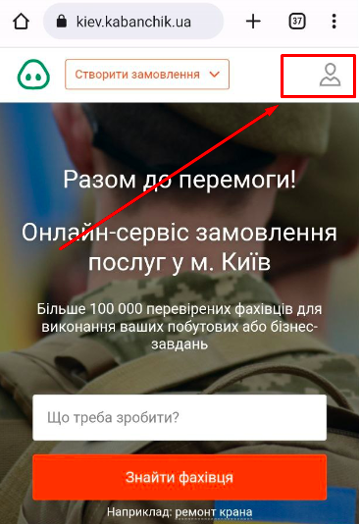 kiev.kabanchik.ua
37
Створити замовлення
Разом до перемоги!
Онлайн-сервіс замовлення
послуг у м. Київ
Більше 100 000 перевірених фахівців для
виконання ваших побутових або бізнес-
завдань
Що треба зробити?
Знайти фахівця
Наприклад: ремонт крана